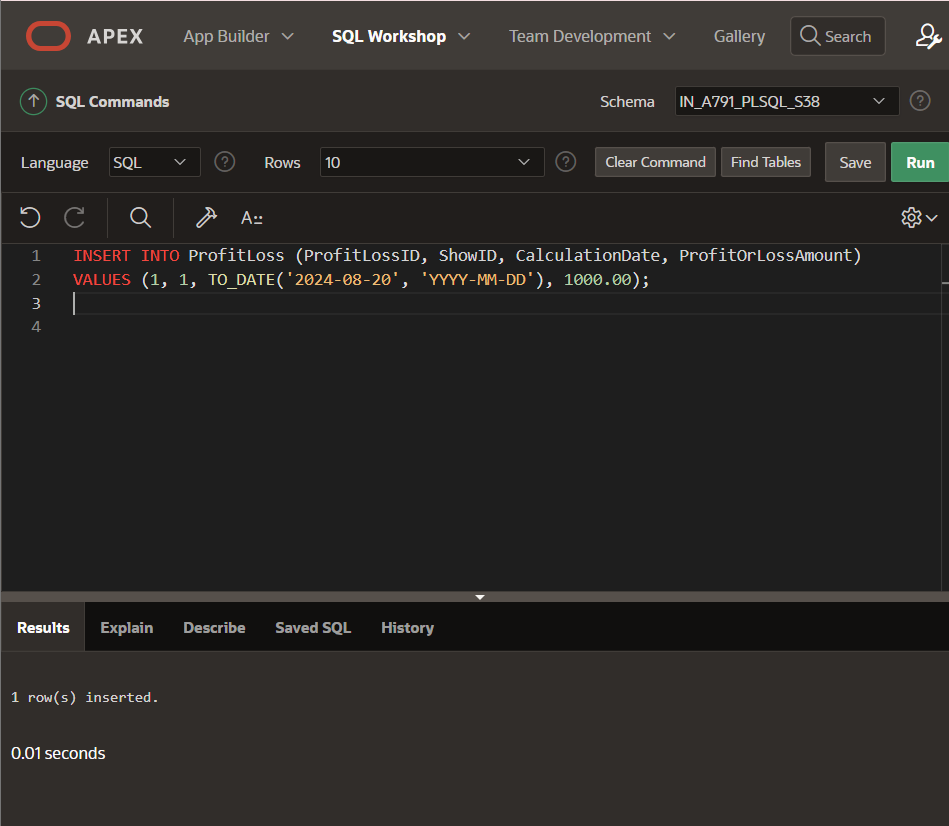 APEX App Builder SQL Workshop Team Development Gallery Search
SQL Commands Schema IN_A791_PLSQL_S38 ?
Language SQL ? Rows 10 ? Clear Command Find Tables Save Run
A::
1 INSERT INTO ProfitLoss (ProfitLossID, ShowID, CalculationDate, ProfitOrLossAmount)
2 VALUES (1, 1, TO_DATE('2024-08-20', 'YYYY-MM-DD'), 1000.00);
3
4
Results Explain Describe Saved SQL History
1 row(s) inserted.
0.01 seconds